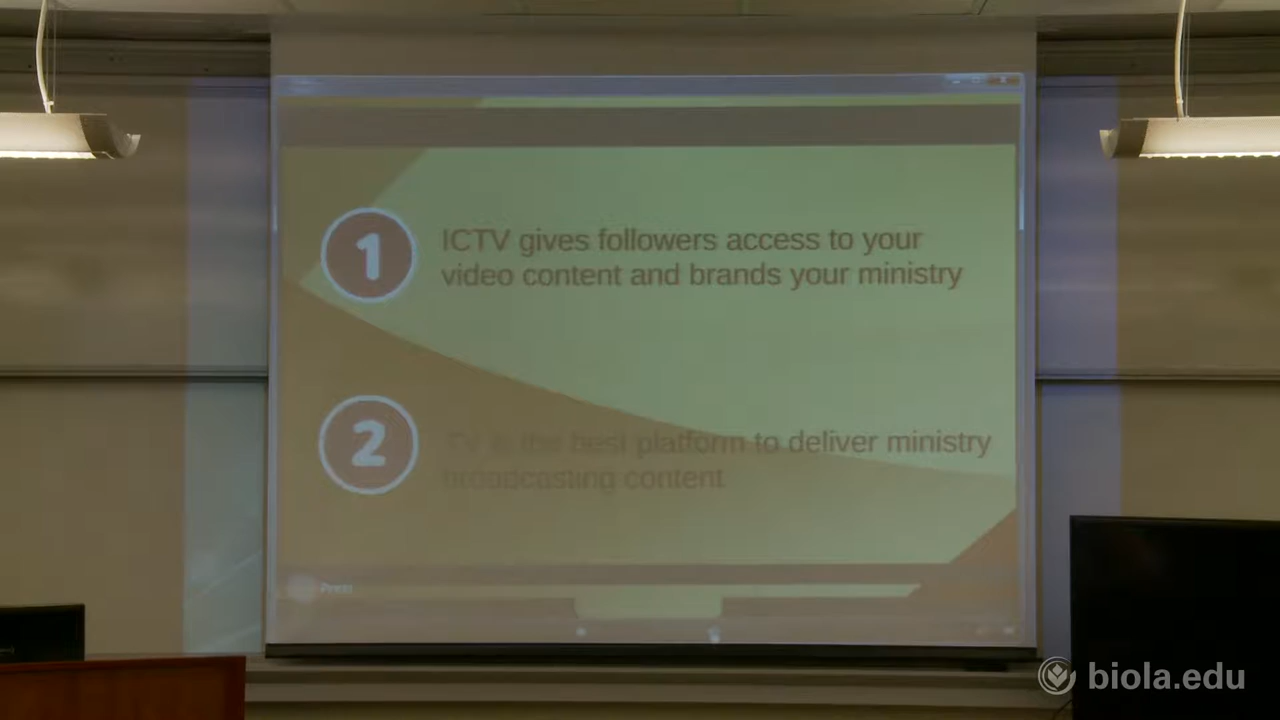 1
ICTV gives followers access to your
video content and brands your ministry
2
TV is the best platform to deliver ministry
broadcasting content
Prezi
biola.edu